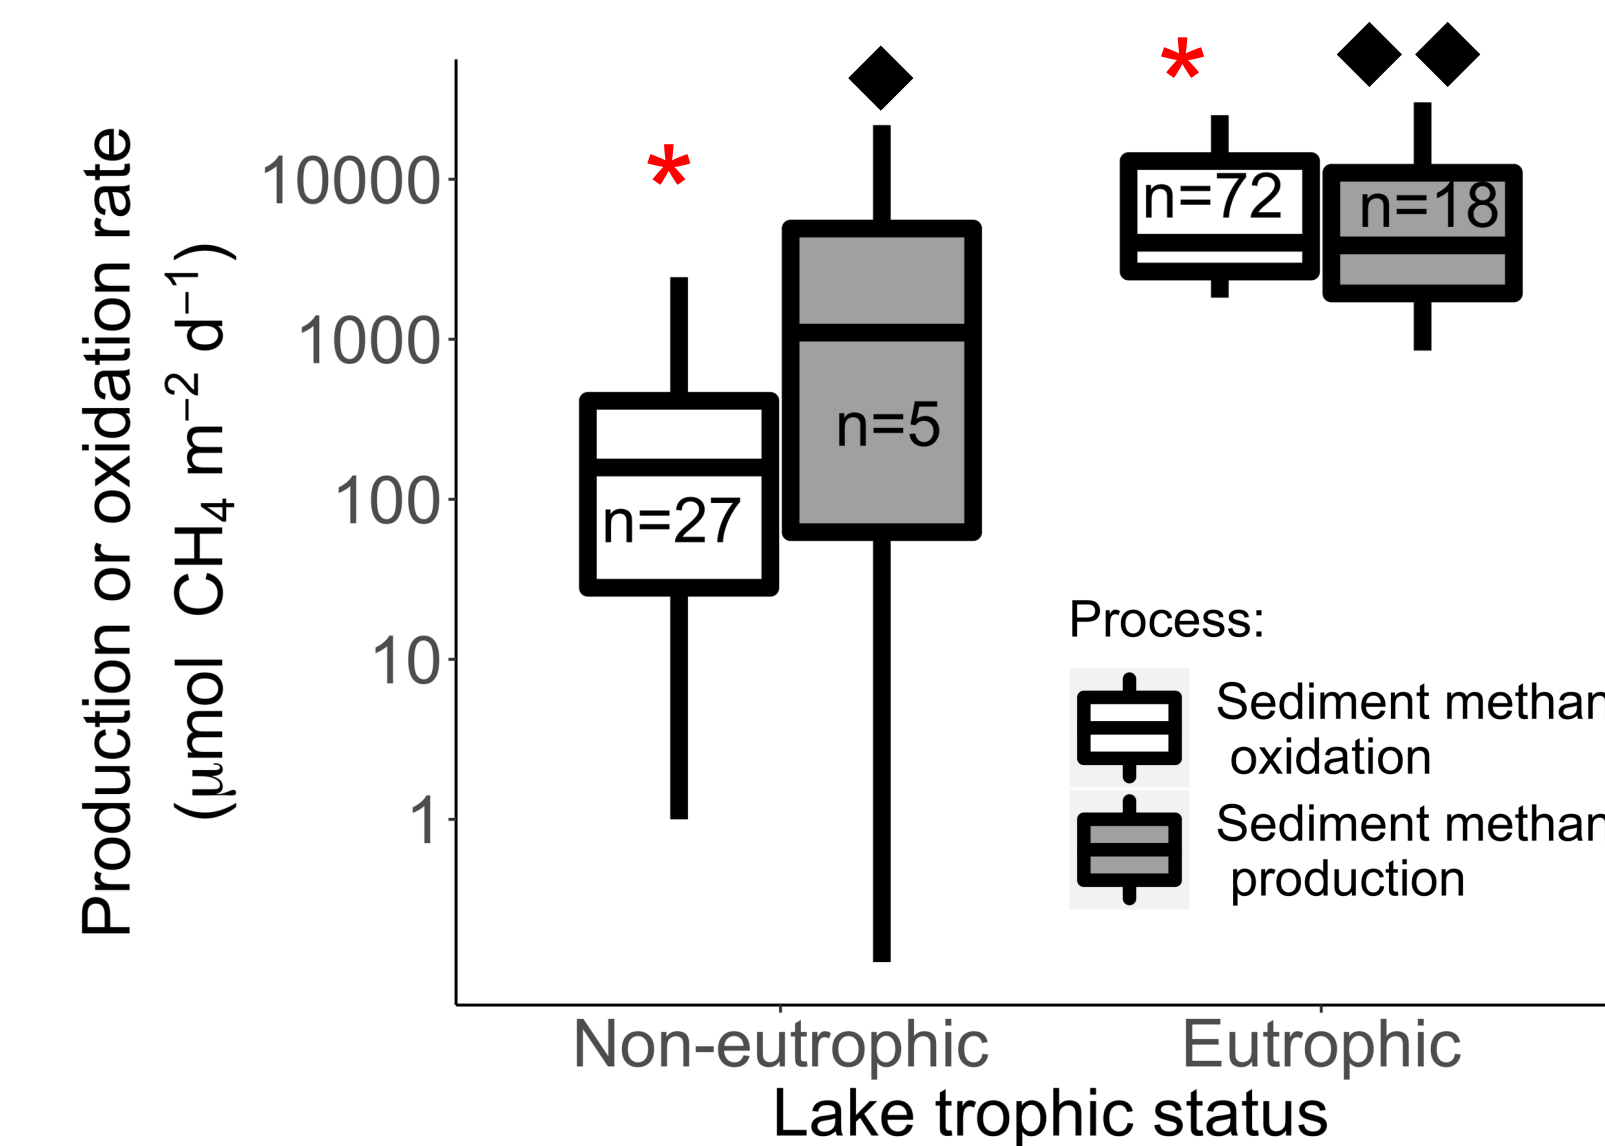 Production or oxidation rate
(μmol CH₄ m⁻² d⁻¹)
10000
1000
100
10
1
*
*
n=27
n=5
n=72
n=18
Process:
Sediment methan
oxidation
Sediment methan
production
Non-eutrophic
Eutrophic
Lake trophic status